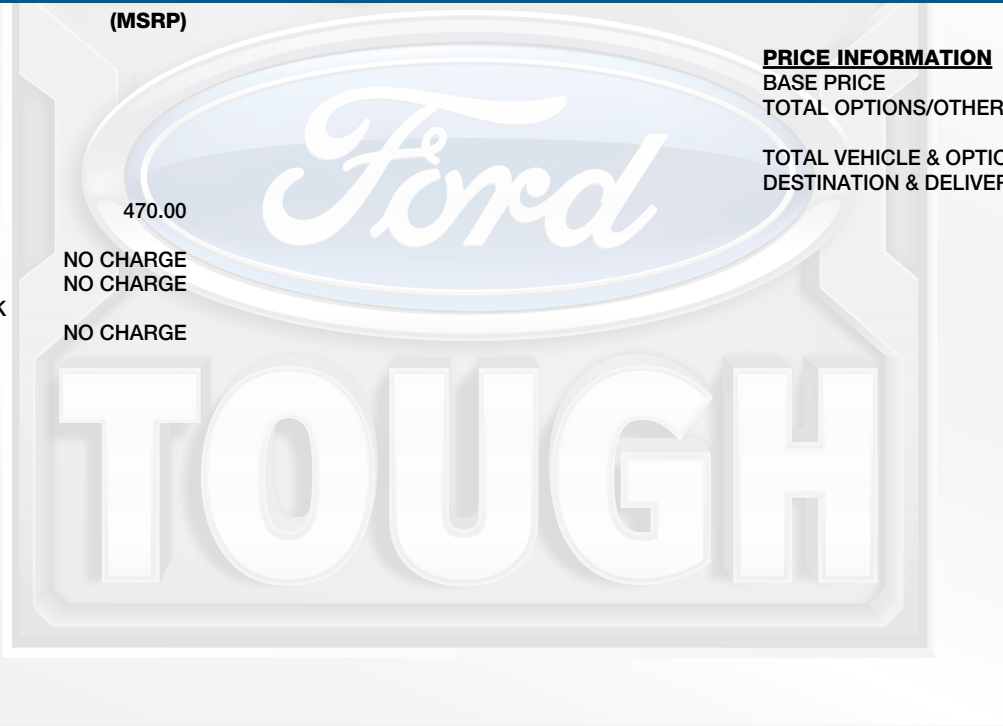 (MSRP)
470.00
NO CHARGE
NO CHARGE
K
NO CHARGE
PRICE INFORMATION
BASE PRICE
TOTAL OPTIONS/OTHER
TOTAL VEHICLE & OPTIO
DESTINATION & DELIVER
Ford
TOUGH